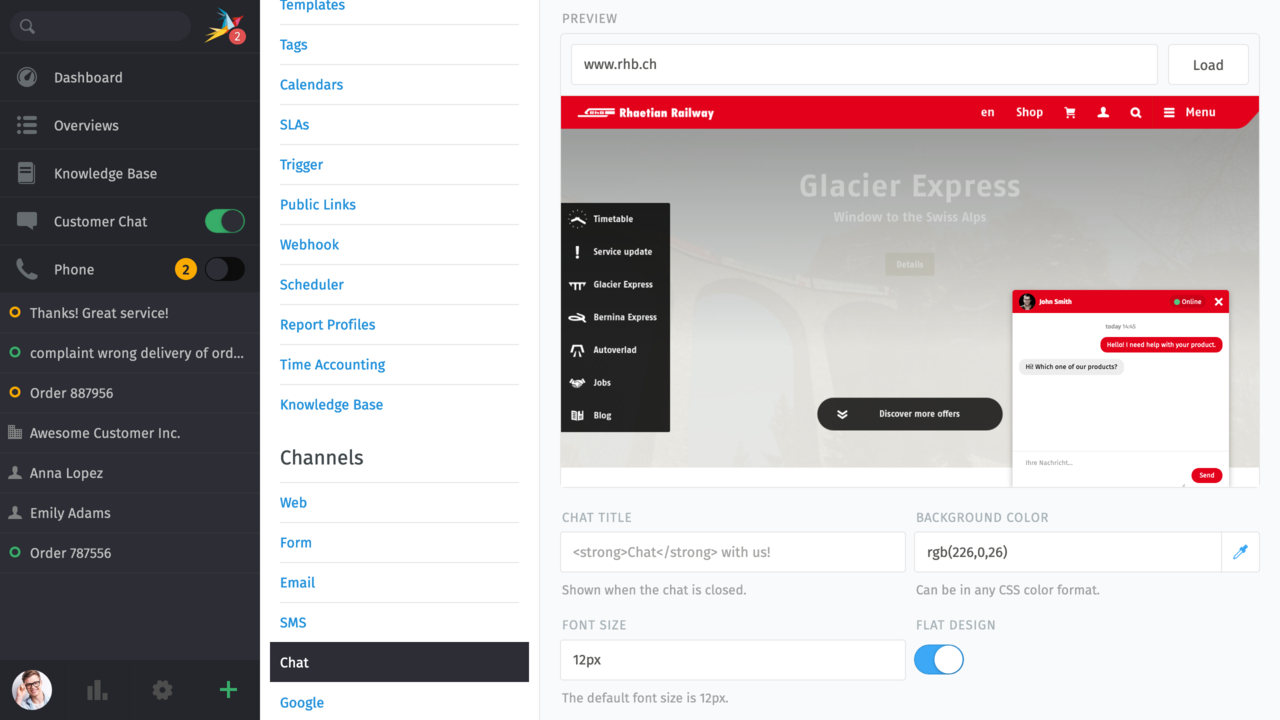 2
Dashboard
Overviews
Knowledge Base
Customer Chat
Phone
2
Thanks! Great service!
complaint wrong delivery of ord...
Order 887956
Awesome Customer Inc.
Anna Lopez
Emily Adams
Order 787556
Templates
Tags
Calendars
SLAs
Trigger
Public Links
Webhook
Scheduler
Report Profiles
Time Accounting
Knowledge Base
Channels
Web
Form
Email
SMS
Chat
Google
PREVIEW
www.rhb.ch
Load
Rhaetian Railway
en
Shop
Menu
Glacier Express
Window to the Swiss Alps
Details
Timetable
Service update
Glacier Express
Bernina Express
Autoverlad
Jobs
Blog
Discover more offers
John Smith
Online
today 14:45
Hello! I need help with your product.
Hi! Which one of our products?
Ihre Nachricht...
Send
CHAT TITLE
<strong>Chat</strong> with us!
Shown when the chat is closed.
BACKGROUND COLOR
rgb(226,0,26)
Can be in any CSS color format.
FONT SIZE
12px
The default font size is 12px.
FLAT DESIGN